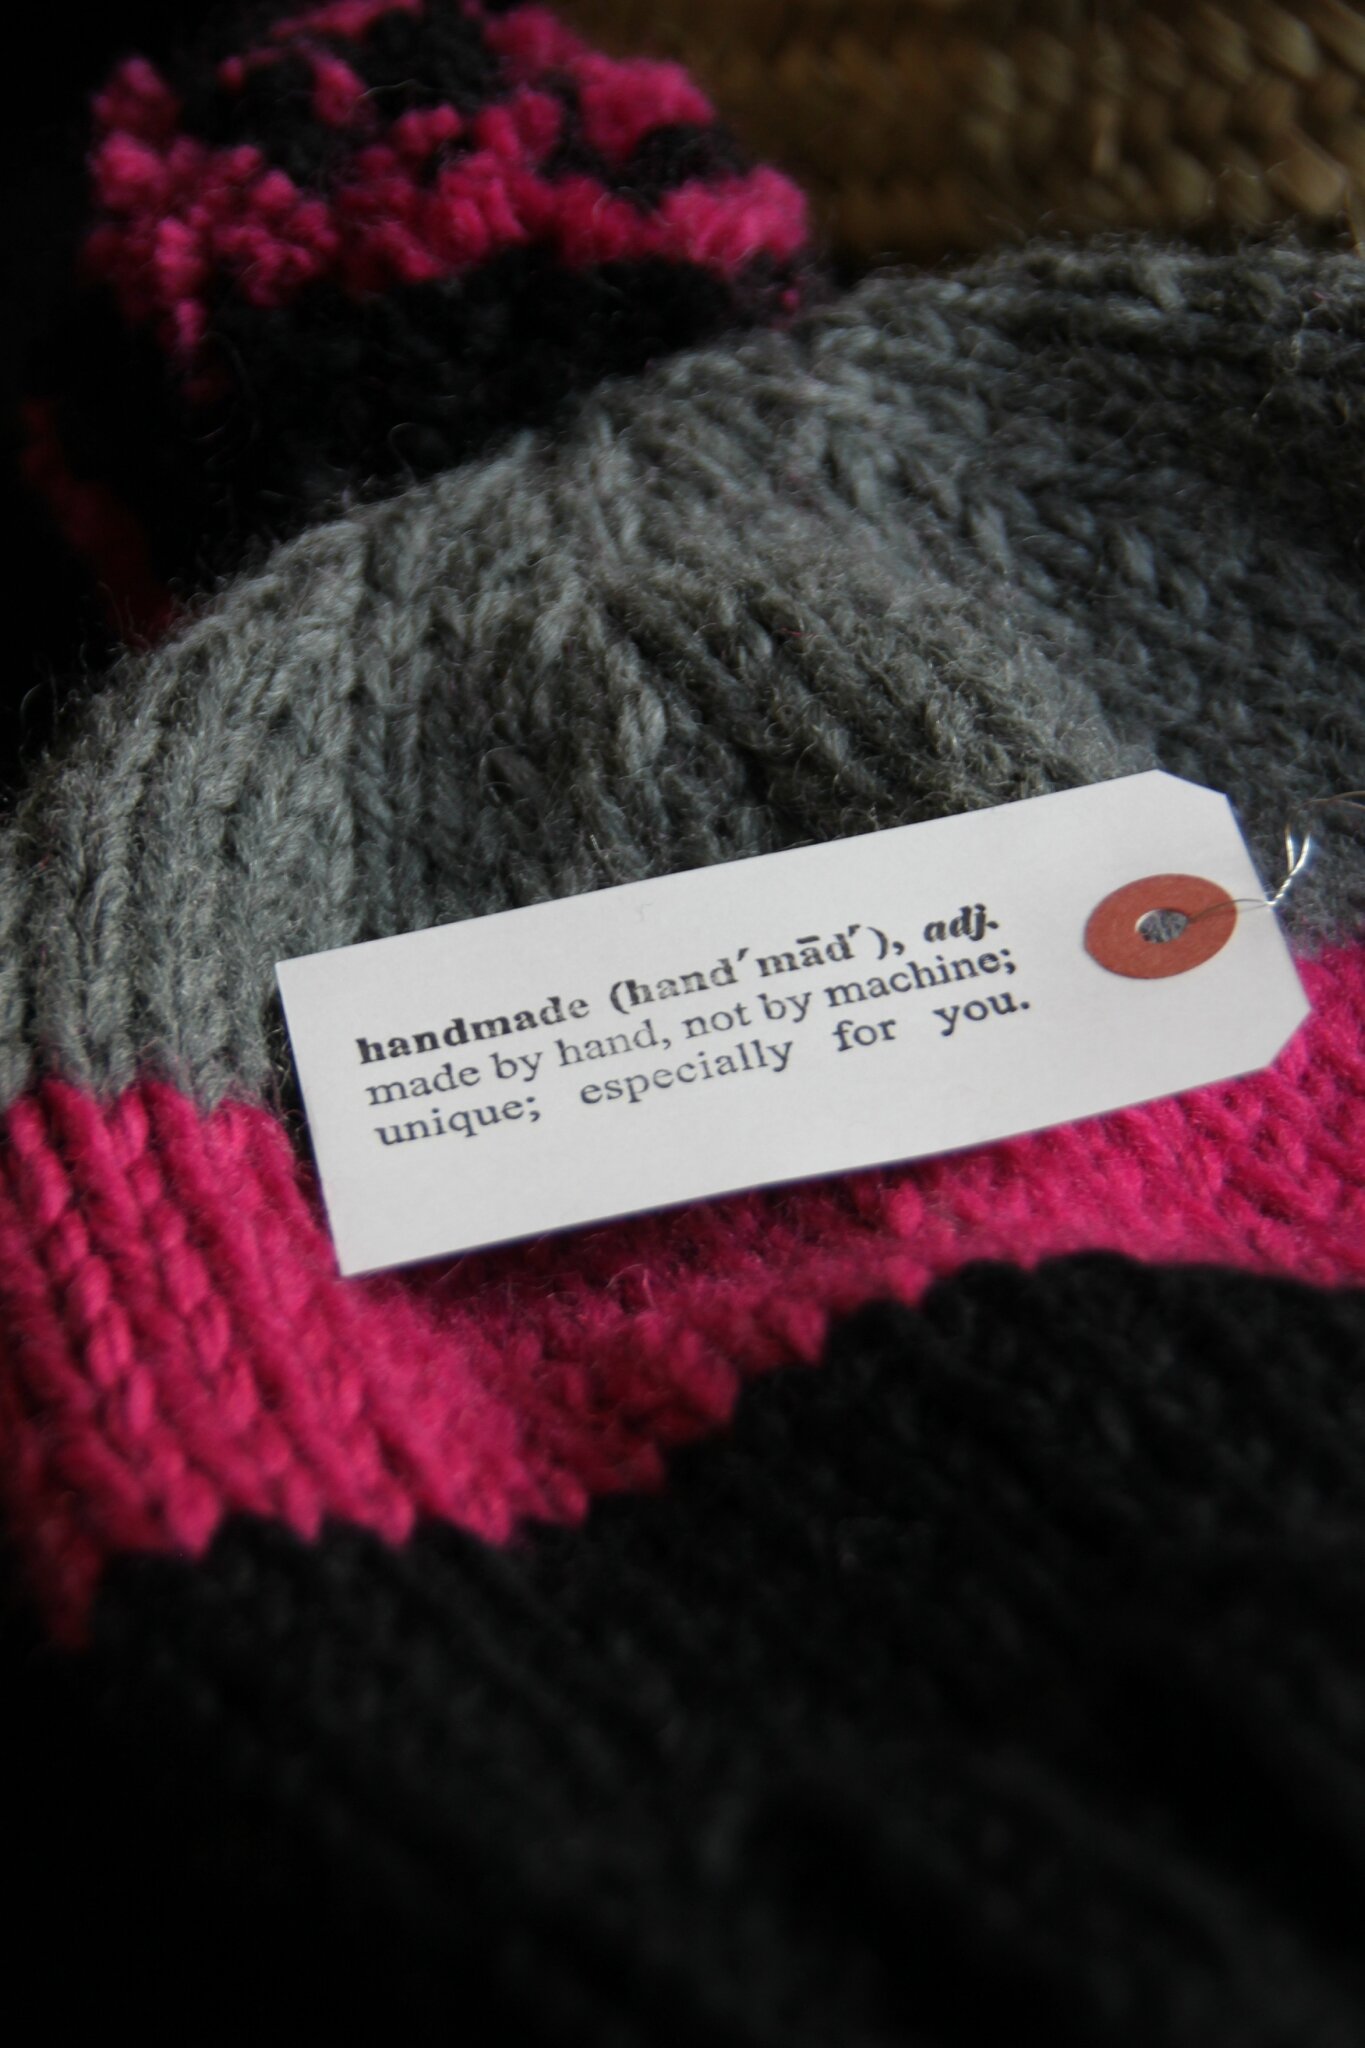 handmade (hand′mād′), adj.
made by hand, not by machine;
unique; especially for you.